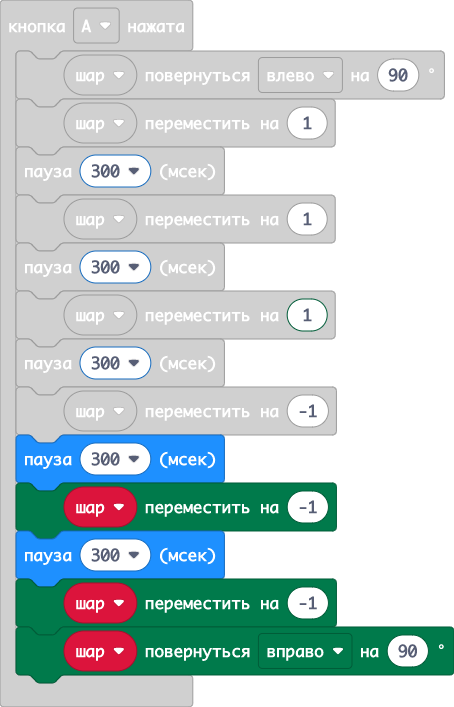 кнопка A нажата
шар повернуться влево на 90 °
шар переместить на 1
пауза 300 (мсек)
шар переместить на 1
пауза 300 (мсек)
шар переместить на 1
пауза 300 (мсек)
шар переместить на -1
пауза 300 (мсек)
шар переместить на -1
пауза 300 (мсек)
шар переместить на -1
шар повернуться вправо на 90 °